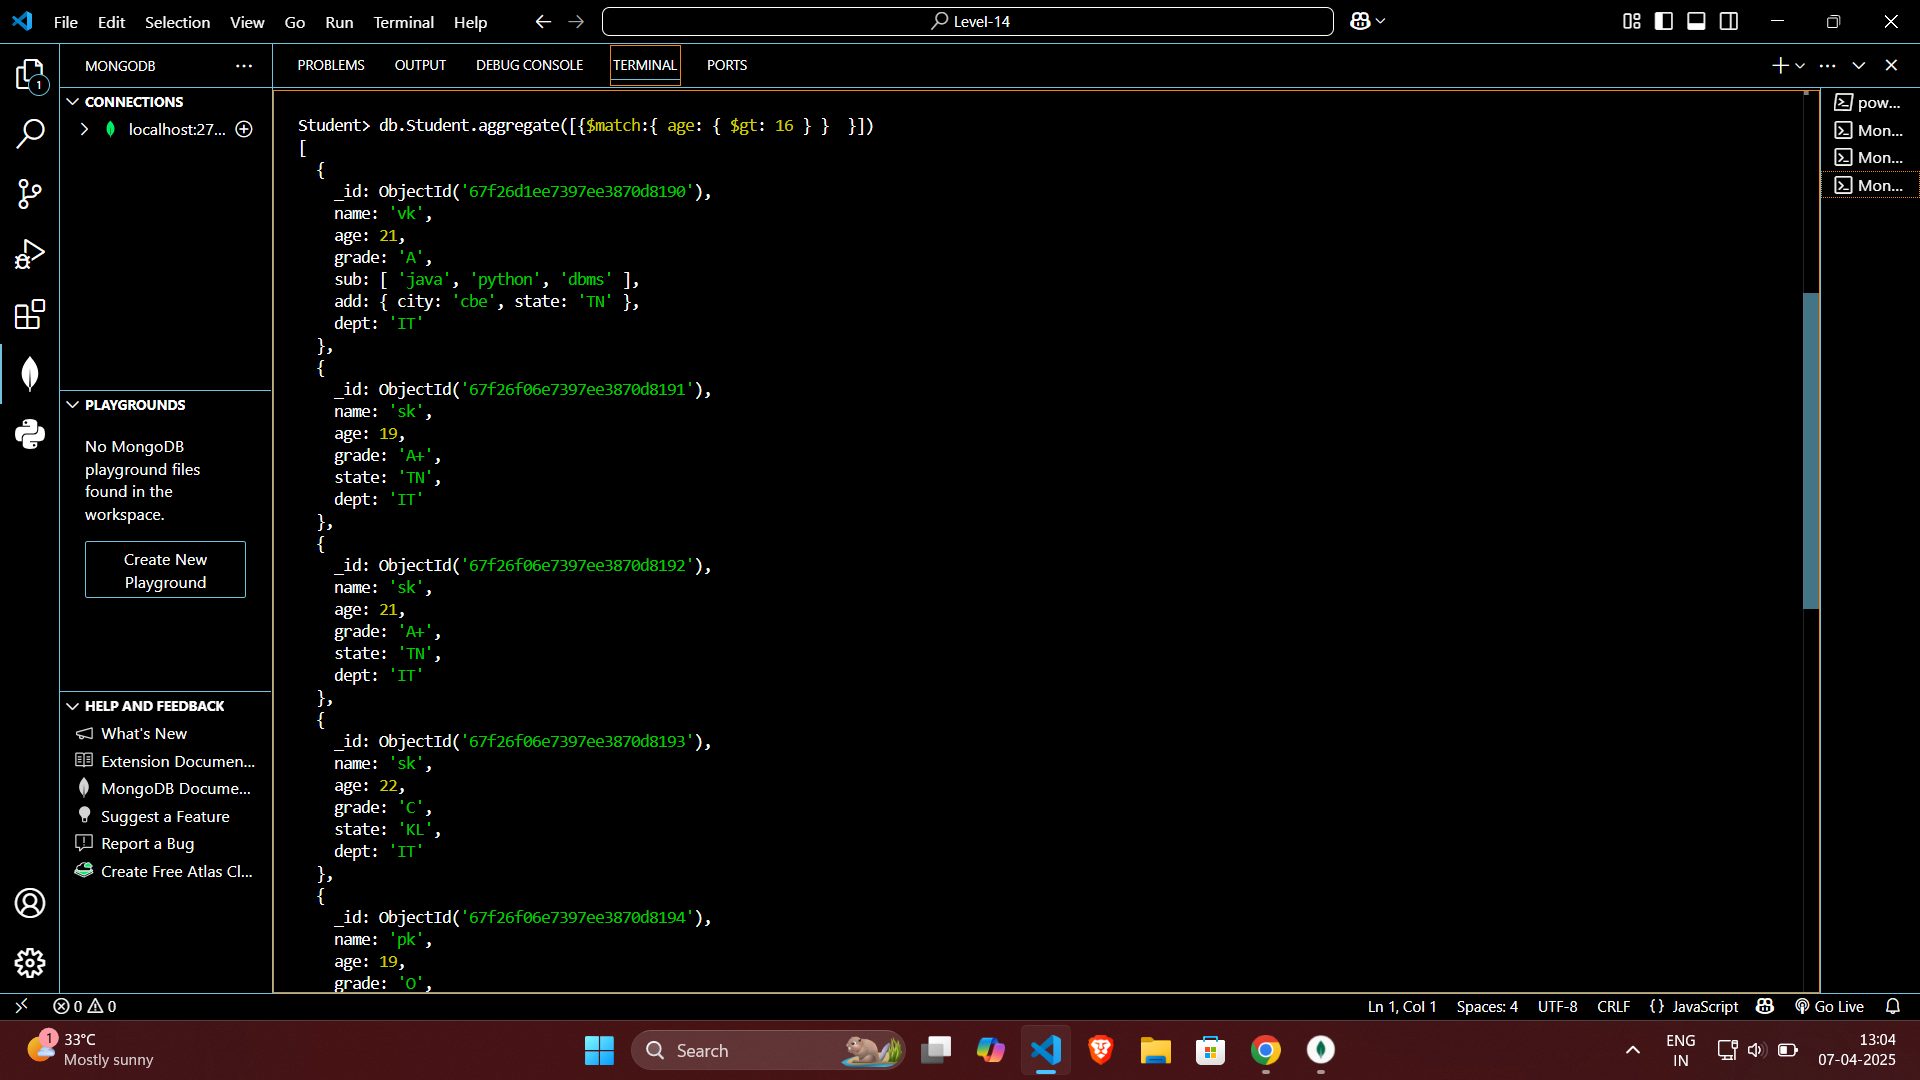 File Edit Selection View Go Run Terminal Help
Level-14
MONGODB
PROBLEMS OUTPUT DEBUG CONSOLE TERMINAL PORTS
1
CONNECTIONS
localhost:27...
Student> db.Student.aggregate([{$match:{ age: { $gt: 16 } }  }])
[
{
_id: ObjectId('67f26d1ee7397ee3870d8190'),
name: 'vk',
age: 21,
grade: 'A',
sub: [ 'java', 'python', 'dbms' ],
add: { city: 'cbe', state: 'TN' },
dept: 'IT'
},
{
_id: ObjectId('67f26f06e7397ee3870d8191'),
name: 'sk',
age: 19,
grade: 'A+',
state: 'TN',
dept: 'IT'
},
{
_id: ObjectId('67f26f06e7397ee3870d8192'),
name: 'sk',
age: 21,
grade: 'A+',
state: 'TN',
dept: 'IT'
},
{
_id: ObjectId('67f26f06e7397ee3870d8193'),
name: 'sk',
age: 22,
grade: 'C',
state: 'KL',
dept: 'IT'
},
{
_id: ObjectId('67f26f06e7397ee3870d8194'),
name: 'pk',
age: 19,
grade: 'O',
pow...
Mon...
Mon...
Mon...
PLAYGROUNDS
No MongoDB
playground files
found in the
workspace.
Create New
Playground
HELP AND FEEDBACK
What's New
Extension Documen...
MongoDB Docume...
Suggest a Feature
Report a Bug
Create Free Atlas Cl...
0 0
Ln 1, Col 1 Spaces: 4 UTF-8 CRLF {} JavaScript Go Live
1
33°C
Mostly sunny
Search
ENG
IN
13:04
07-04-2025